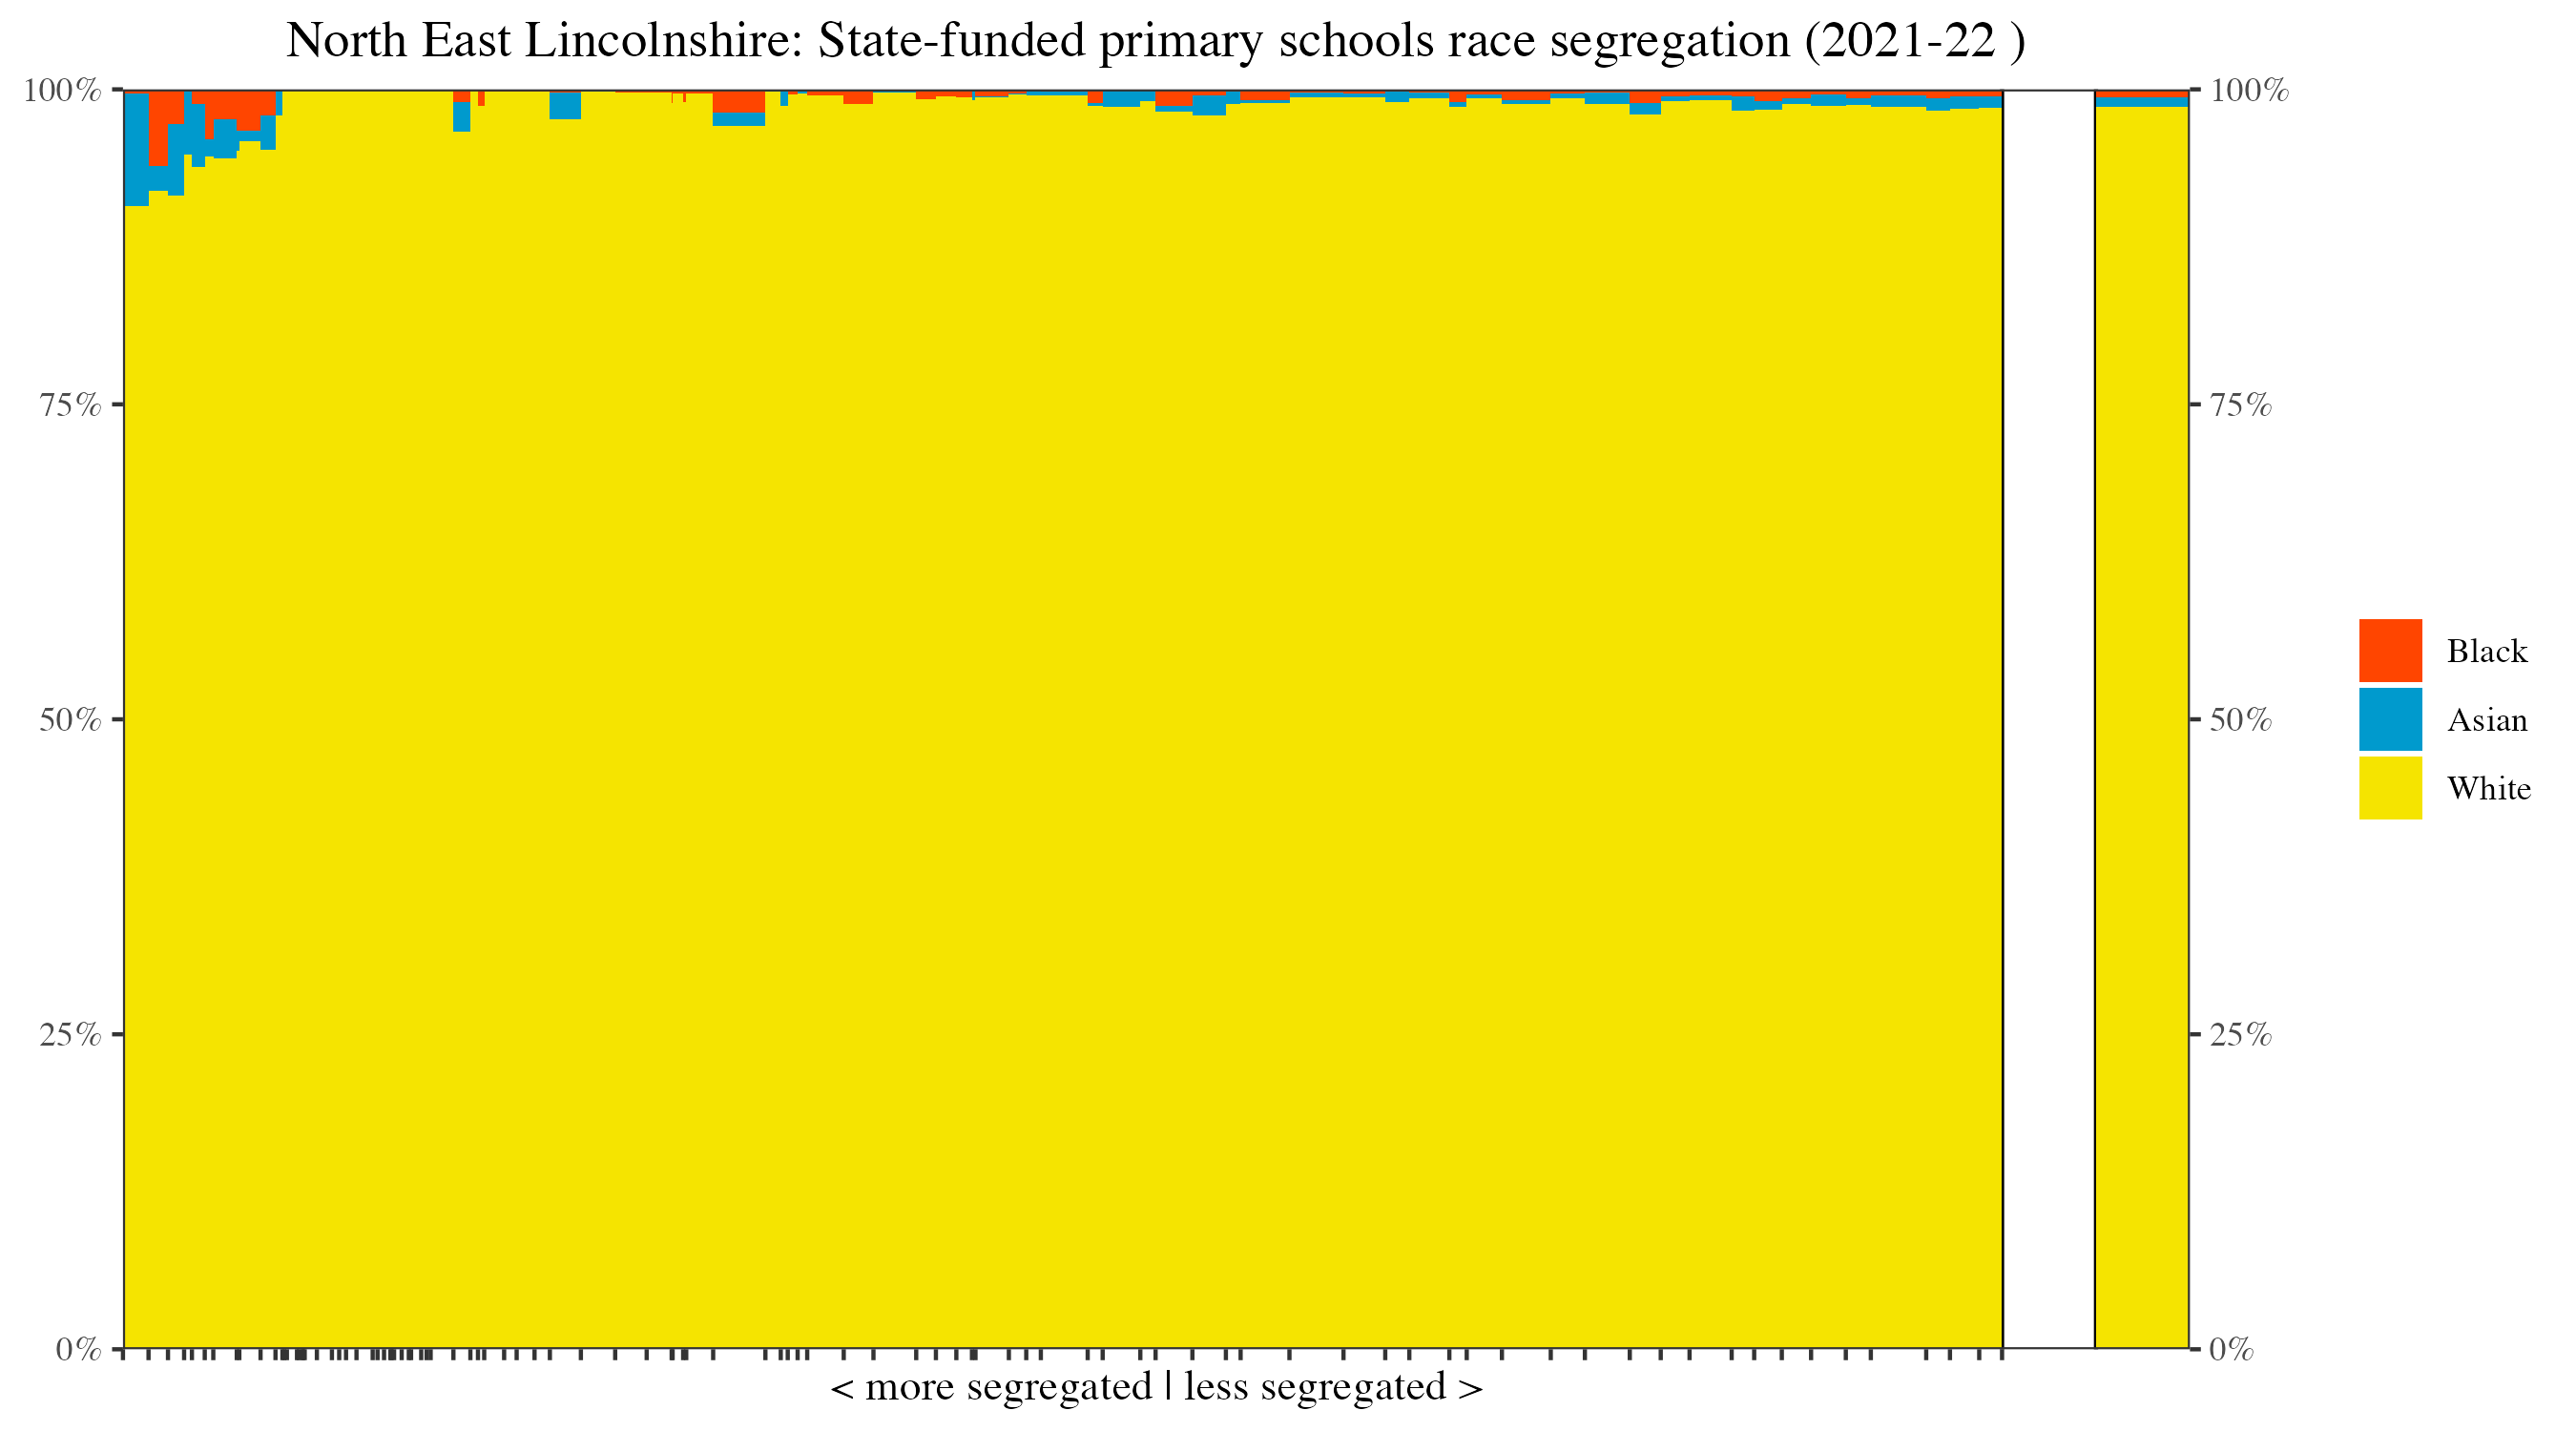 North East Lincolnshire: State-funded primary schools race segregation (2021-22 )
100%
75%
50%
25%
0%
100%
75%
50%
25%
0%
< more segregated | less segregated >
Black
Asian
White